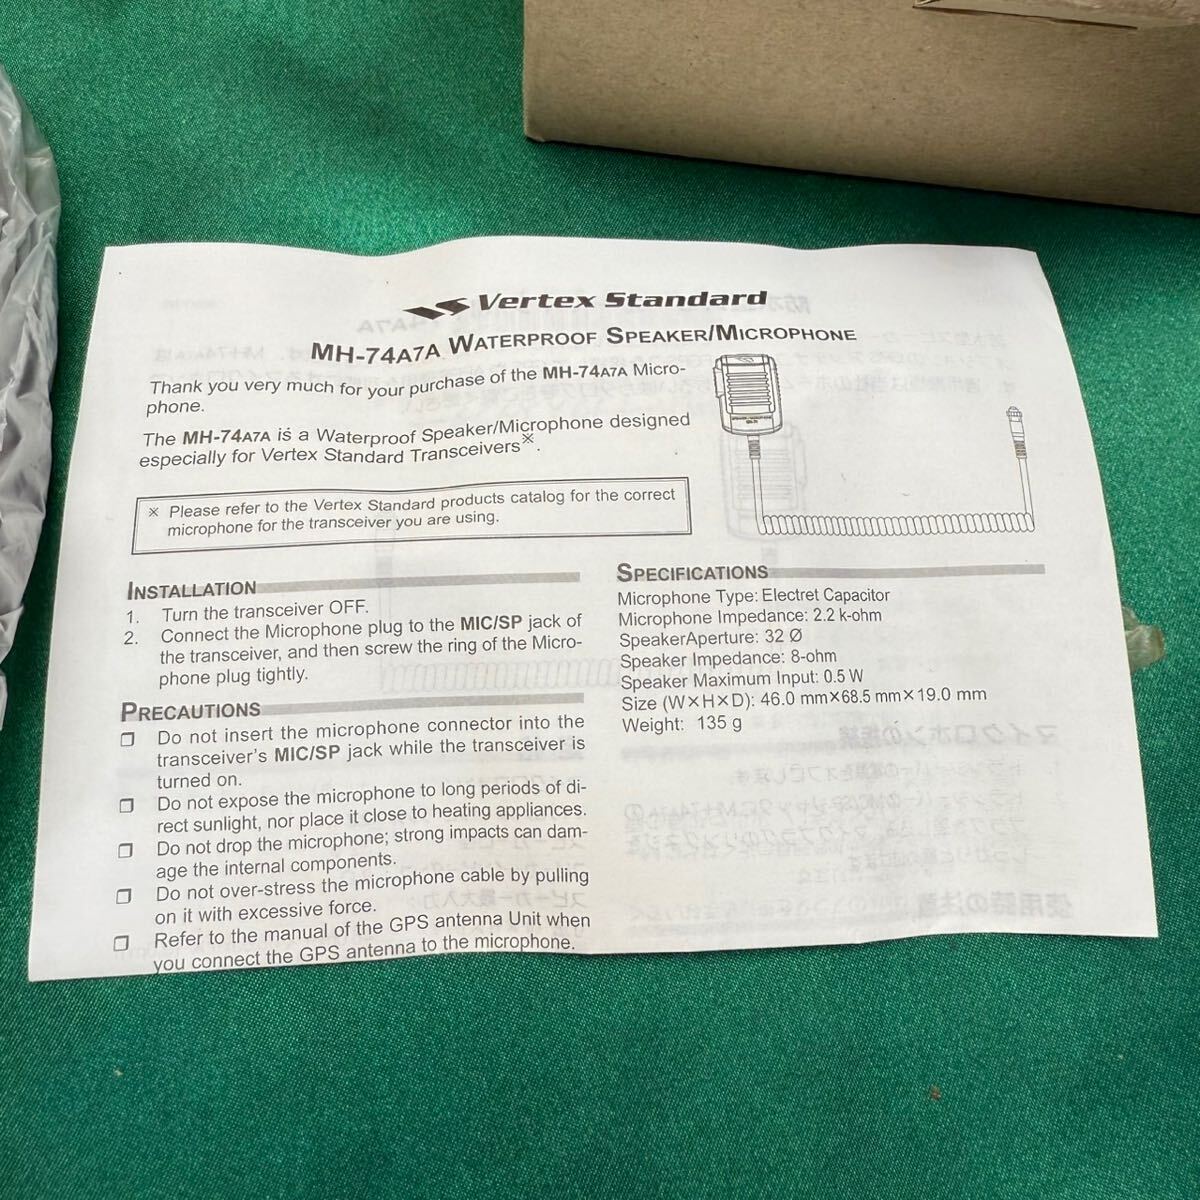 Vertex Standard
MH-74A7A WATERPROOF SPEAKER/MICROPHONE
Thank you very much for your purchase of the MH-74A7A Micro-
phone.
The MH-74A7A is a Waterproof Speaker/Microphone designed
especially for Vertex Standard Transceivers※.
※ Please refer to the Vertex Standard products catalog for the correct
microphone for the transceiver you are using.
INSTALLATION
1. Turn the transceiver OFF.
2. Connect the Microphone plug to the MIC/SP jack of
the transceiver, and then screw the ring of the Micro-
phone plug tightly.
PRECAUTIONS
❒ Do not insert the microphone connector into the
transceiver's MIC/SP jack while the transceiver is
turned on.
❒ Do not expose the microphone to long periods of di-
rect sunlight, nor place it close to heating appliances.
❒ Do not drop the microphone; strong impacts can dam-
age the internal components.
❒ Do not over-stress the microphone cable by pulling
on it with excessive force.
❒ Refer to the manual of the GPS antenna Unit when
you connect the GPS antenna to the microphone.
SPECIFICATIONS
Microphone Type: Electret Capacitor
Microphone Impedance: 2.2 k-ohm
SpeakerAperture: 32 Ø
Speaker Impedance: 8-ohm
Speaker Maximum Input: 0.5 W
Size (W×H×D): 46.0 mm×68.5 mm×19.0 mm
Weight: 135 g